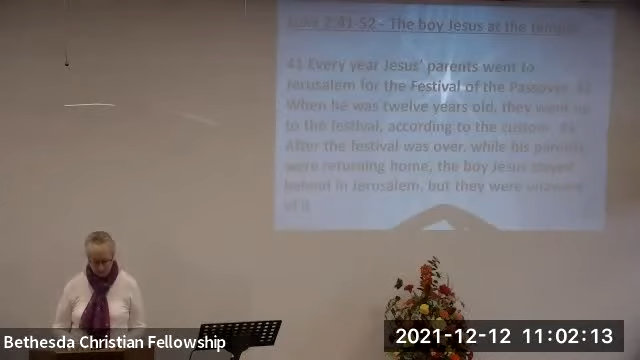 Luke 2:41-52 - The boy Jesus at the temple
41 Every year Jesus' parents went to
Jerusalem for the Festival of the Passover. 42
When he was twelve years old, they went up
to the festival, according to the custom. 43
After the festival was over, while his parents
were returning home, the boy Jesus stayed
behind in Jerusalem, but they were unaware
of it
Bethesda Christian Fellowship
2021-12-12 11:02:13